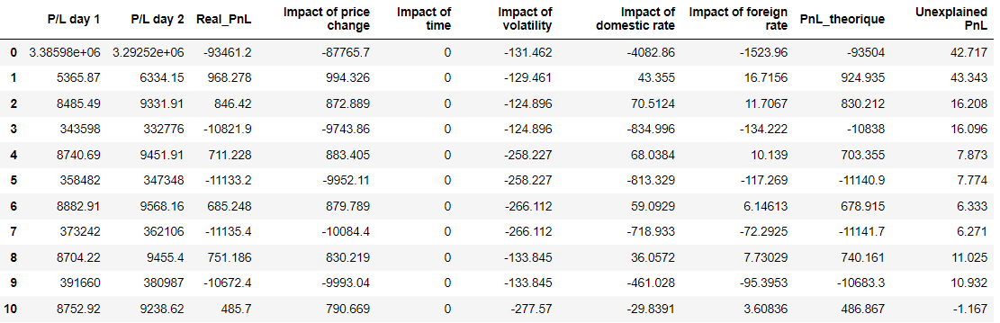 P/L day 1 P/L day 2 Real_PnL Impact of price change Impact of time Impact of volatility Impact of domestic rate Impact of foreign rate PnL_theorique Unexplained PnL
0 3.38598e+06 3.29252e+06 -93461.2 -87765.7 0 -131.462 -4082.86 -1523.96 -93504 42.717
1 5365.87 6334.15 968.278 994.326 0 -129.461 43.355 16.7156 924.935 43.343
2 8485.49 9331.91 846.42 872.889 0 -124.896 70.5124 11.7067 830.212 16.208
3 343598 332776 -10821.9 -9743.86 0 -124.896 -834.996 -134.222 -10838 16.096
4 8740.69 9451.91 711.228 883.405 0 -258.227 68.0384 10.139 703.355 7.873
5 358482 347348 -11133.2 -9952.11 0 -258.227 -813.329 -117.269 -11140.9 7.774
6 8882.91 9568.16 685.248 879.789 0 -266.112 59.0929 6.14613 678.915 6.333
7 373242 362106 -11135.4 -10084.4 0 -266.112 -718.933 -72.2925 -11141.7 6.271
8 8704.22 9455.4 751.186 830.219 0 -133.845 36.0572 7.73029 740.161 11.025
9 391660 380987 -10672.4 -9993.04 0 -133.845 -461.028 -95.3953 -10683.3 10.932
10 8752.92 9238.62 485.7 790.669 0 -277.57 -29.8391 3.60836 486.867 -1.167